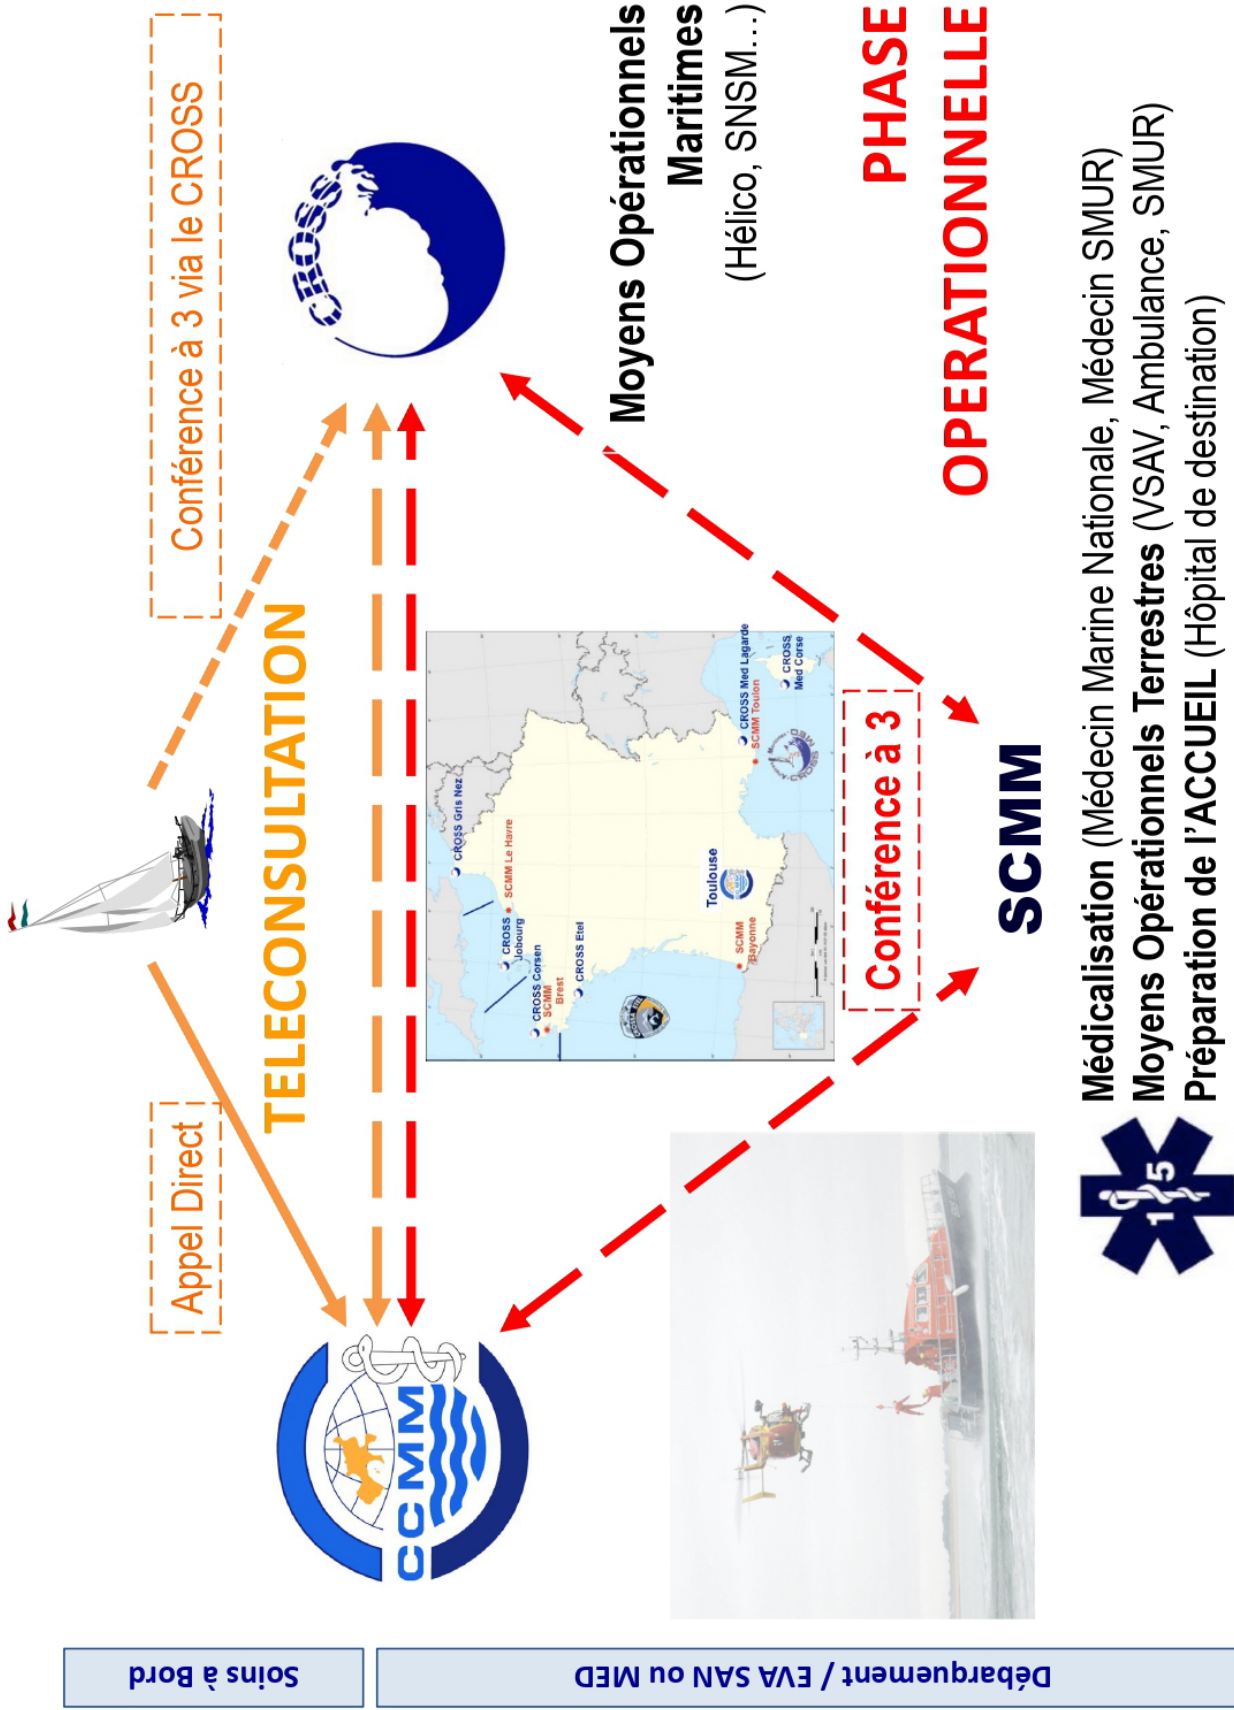 Soins à Bord
Débarquement / EVA SAN ou MED
Appel Direct
Conférence à 3 via le CROSS
TELECONSULTATION
CCMM
CROSS
CROSS Gris Nez
SCMM Le Havre
CROSS
Jobourg
CROSS Corsen
SCMM
Brest
CROSS Etel
Toulouse
SCMM
Bayonne
CROSS Med Lagarde
SCMM Toulon
CROSS
Med Corse
Moyens Opérationnels
Maritimes
(Hélico, SNSM…)
Conférence à 3
PHASE
OPERATIONNELLE
SCMM
15
Médicalisation (Médecin Marine Nationale, Médecin SMUR)
Moyens Opérationnels Terrestres (VSAV, Ambulance, SMUR)
Préparation de l'ACCUEIL (Hôpital de destination)